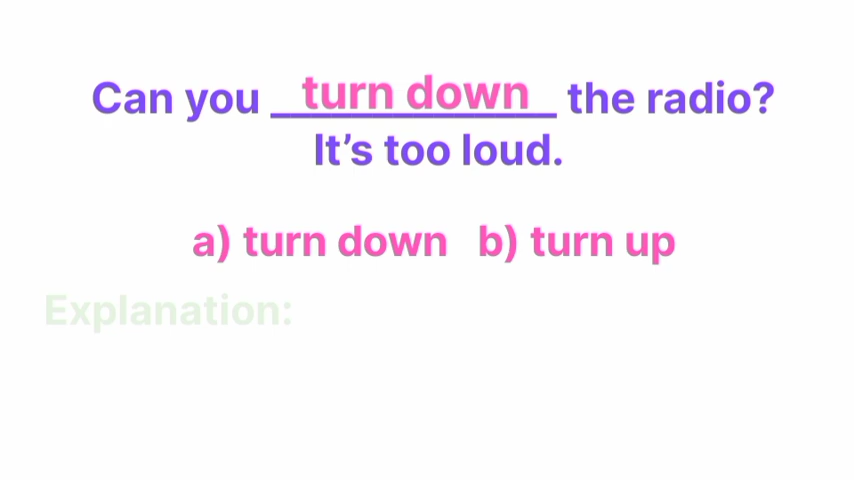 Can you turn down the radio?
It’s too loud.
a) turn down b) turn up
Explanation: